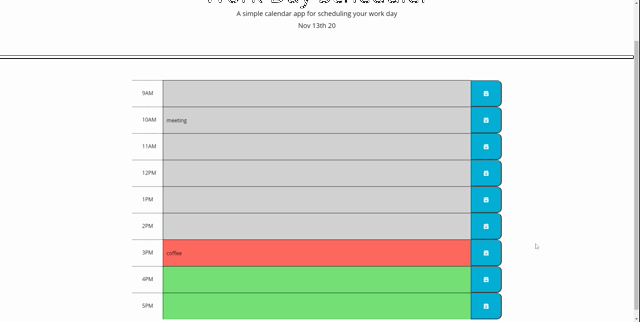 A simple calendar app for scheduling your work day
Nov 13th 20
9AM
10AM meeting
11AM
12PM
1PM
2PM
3PM coffee
4PM
5PM